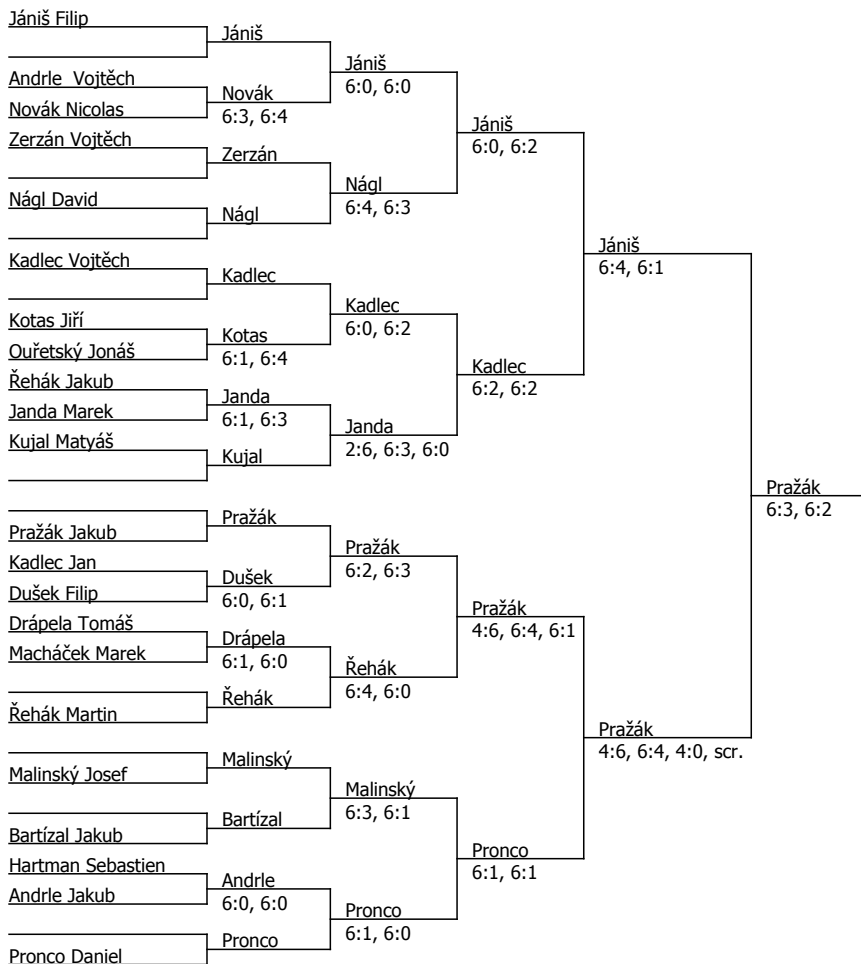 Jániš Filip
Jániš
Jániš
6:0, 6:0
Andrle  Vojtěch
Novák
6:3, 6:4
Novák Nicolas
Jániš
6:0, 6:2
Zerzán Vojtěch
Zerzán
Nágl
6:4, 6:3
Nágl David
Nágl
Jániš
6:4, 6:1
Kadlec Vojtěch
Kadlec
Kadlec
6:0, 6:2
Kotas Jiří
Kotas
6:1, 6:4
Ouřetský Jonáš
Kadlec
6:2, 6:2
Řehák Jakub
Janda
6:1, 6:3
Janda Marek
Janda
2:6, 6:3, 6:0
Kujal Matyáš
Kujal
Pražák
6:3, 6:2
Pražák
Pražák Jakub
Pražák
6:2, 6:3
Kadlec Jan
Dušek
6:0, 6:1
Dušek Filip
Pražák
4:6, 6:4, 6:1
Drápela Tomáš
Drápela
6:1, 6:0
Macháček Marek
Řehák
6:4, 6:0
Řehák
Řehák Martin
Pražák
4:6, 6:4, 4:0, scr.
Malinský
Malinský Josef
Malinský
6:3, 6:1
Bartízal
Bartízal Jakub
Pronco
6:1, 6:1
Hartman Sebastien
Andrle
6:0, 6:0
Andrle Jakub
Pronco
6:1, 6:0
Pronco
Pronco Daniel